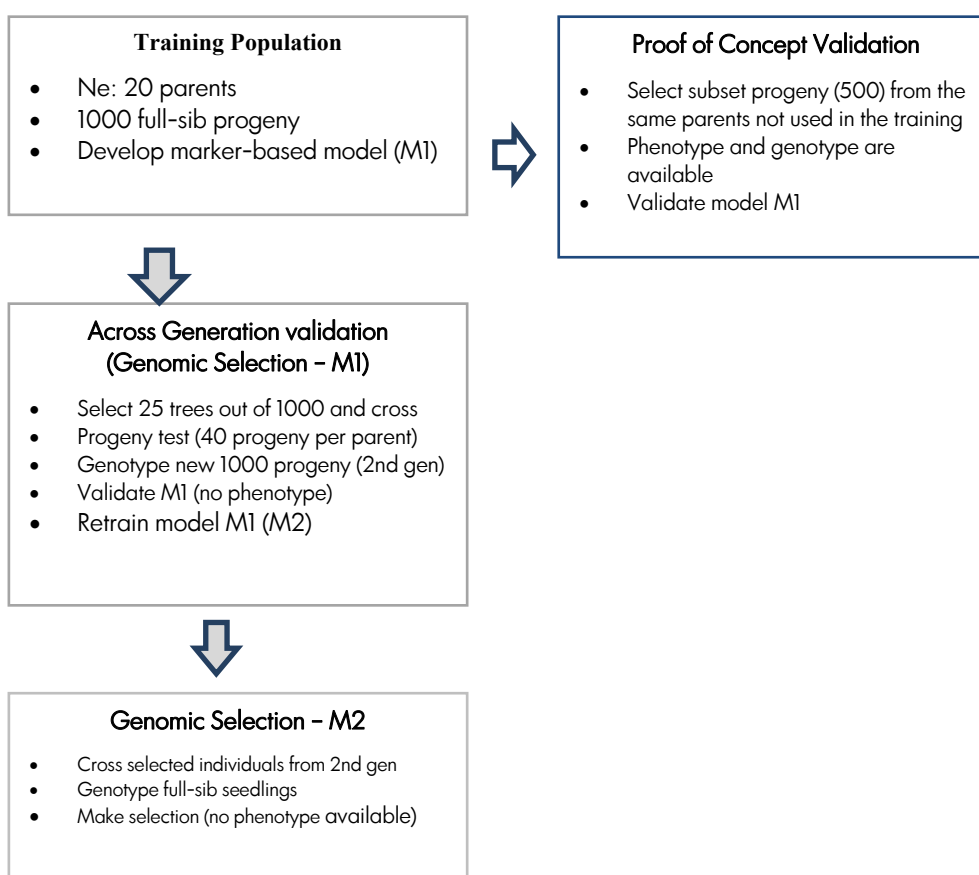 Training Population
• Ne: 20 parents
• 1000 full-sib progeny
• Develop marker-based model (M1)
Proof of Concept Validation
• Select subset progeny (500) from the
same parents not used in the training
• Phenotype and genotype are
available
• Validate model M1
Across Generation validation
(Genomic Selection – M1)
• Select 25 trees out of 1000 and cross
• Progeny test (40 progeny per parent)
• Genotype new 1000 progeny (2nd gen)
• Validate M1 (no phenotype)
• Retrain model M1 (M2)
Genomic Selection – M2
• Cross selected individuals from 2nd gen
• Genotype full-sib seedlings
• Make selection (no phenotype available)